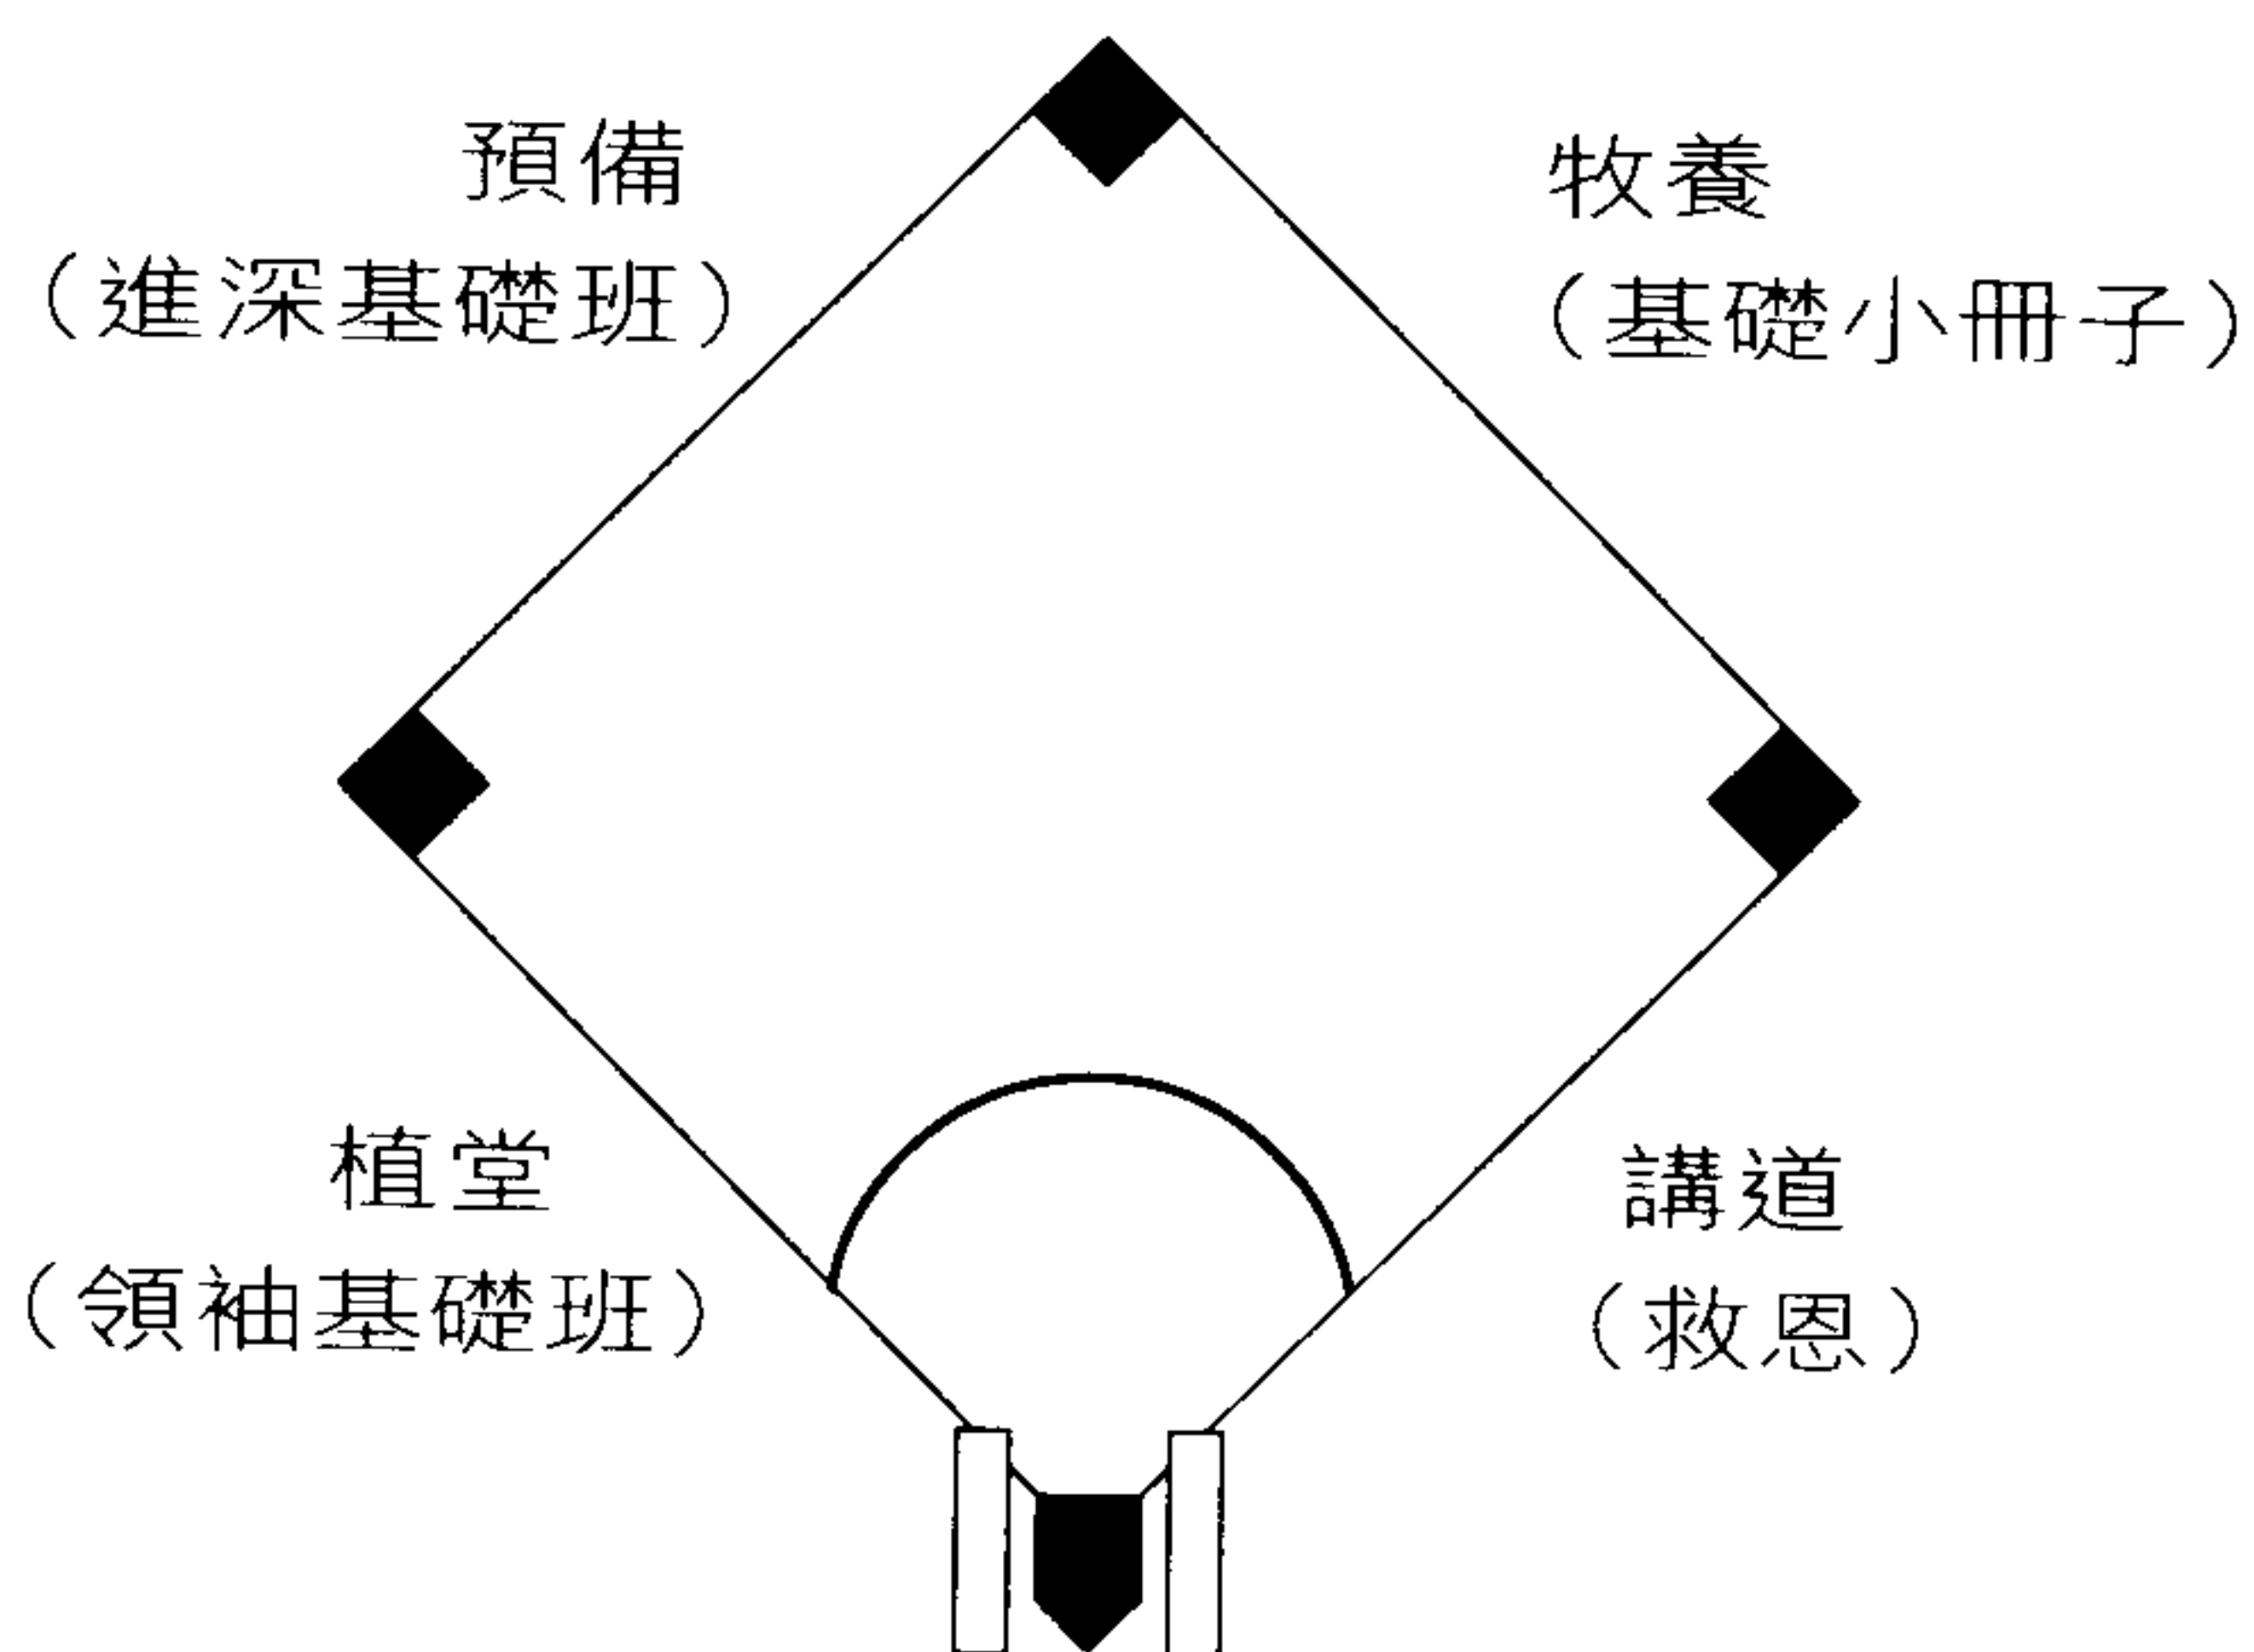 預備
（進深基礎班）
牧養
（基礎小冊子）
植堂
（領袖基礎班）
講道
（救恩）